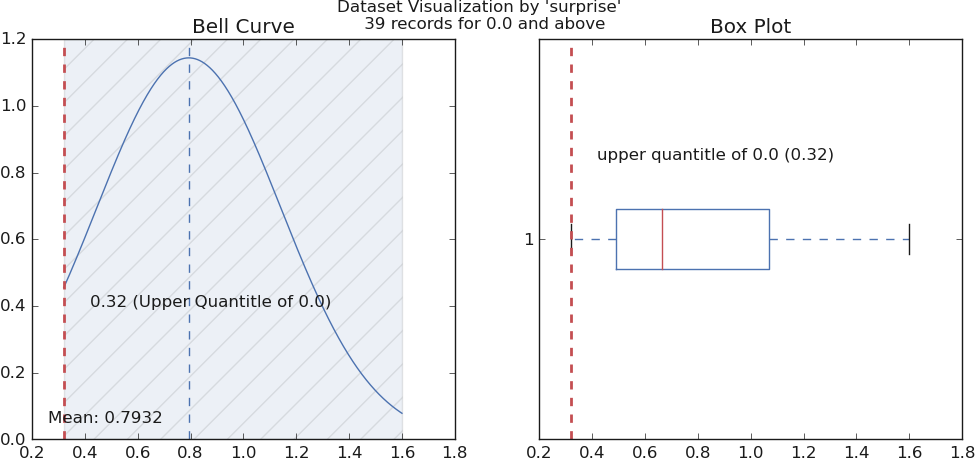 Dataset Visualization by 'surprise'
39 records for 0.0 and above
Bell Curve
1.2
1.0
0.8
0.6
0.4
0.2
0.0
0.32 (Upper Quantitle of 0.0)
Mean: 0.7932
0.2 0.4 0.6 0.8 1.0 1.2 1.4 1.6 1.8
Box Plot
upper quantitle of 0.0 (0.32)
1
0.2 0.4 0.6 0.8 1.0 1.2 1.4 1.6 1.8